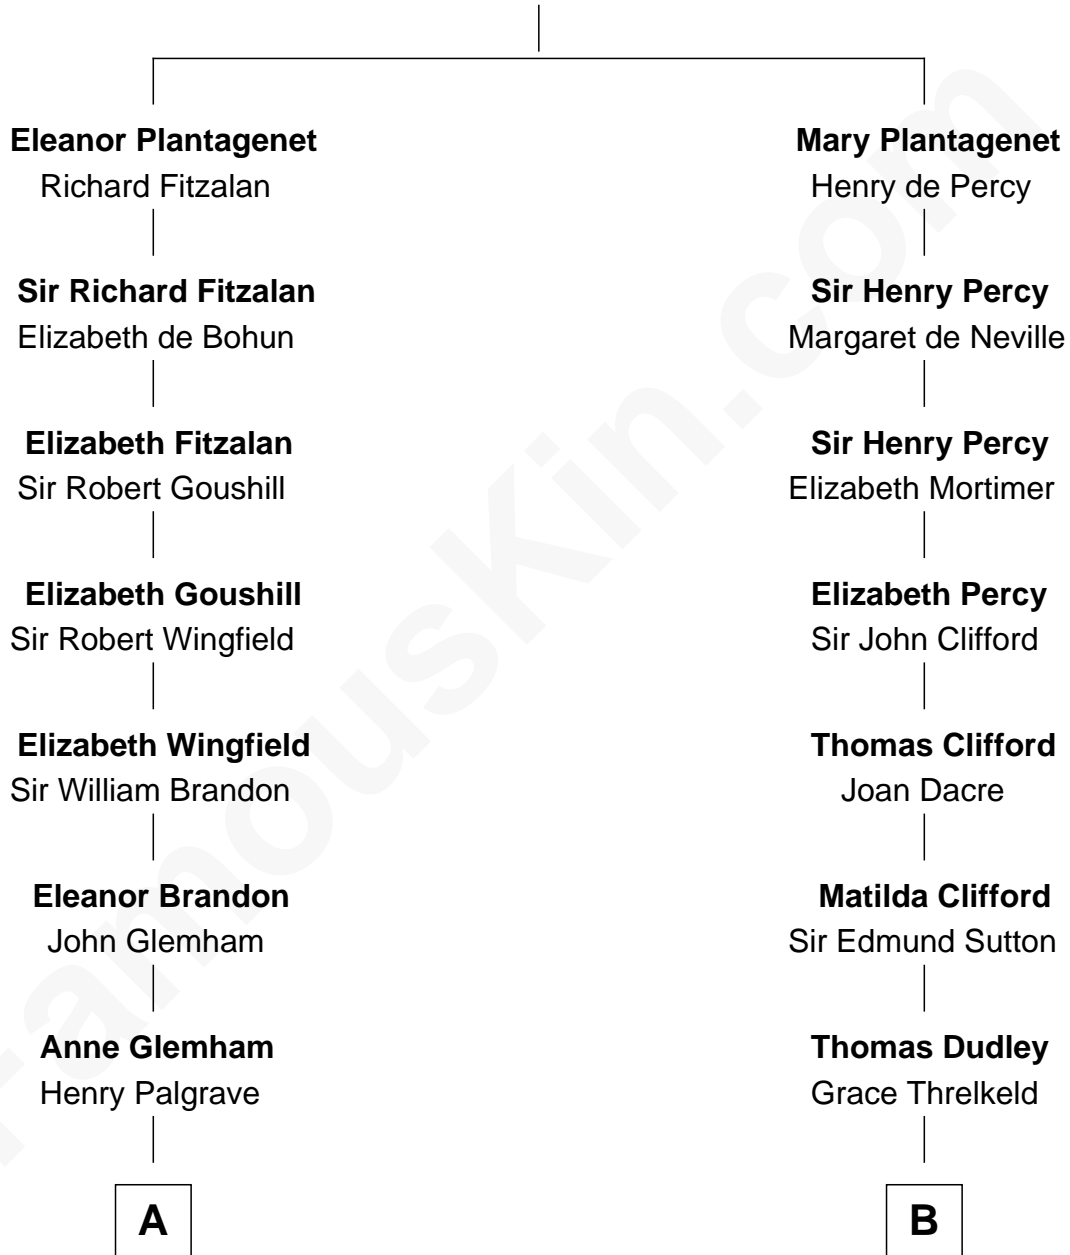 Eleanor Plantagenet
Richard Fitzalan
Sir Richard Fitzalan
Elizabeth de Bohun
Elizabeth Fitzalan
Sir Robert Goushill
Elizabeth Goushill
Sir Robert Wingfield
Elizabeth Wingfield
Sir William Brandon
Eleanor Brandon
John Glemham
Anne Glemham
Henry Palgrave
A
Mary Plantagenet
Henry de Percy
Sir Henry Percy
Margaret de Neville
Sir Henry Percy
Elizabeth Mortimer
Elizabeth Percy
Sir John Clifford
Thomas Clifford
Joan Dacre
Matilda Clifford
Sir Edmund Sutton
Thomas Dudley
Grace Threlkeld
B
FamousKin.com